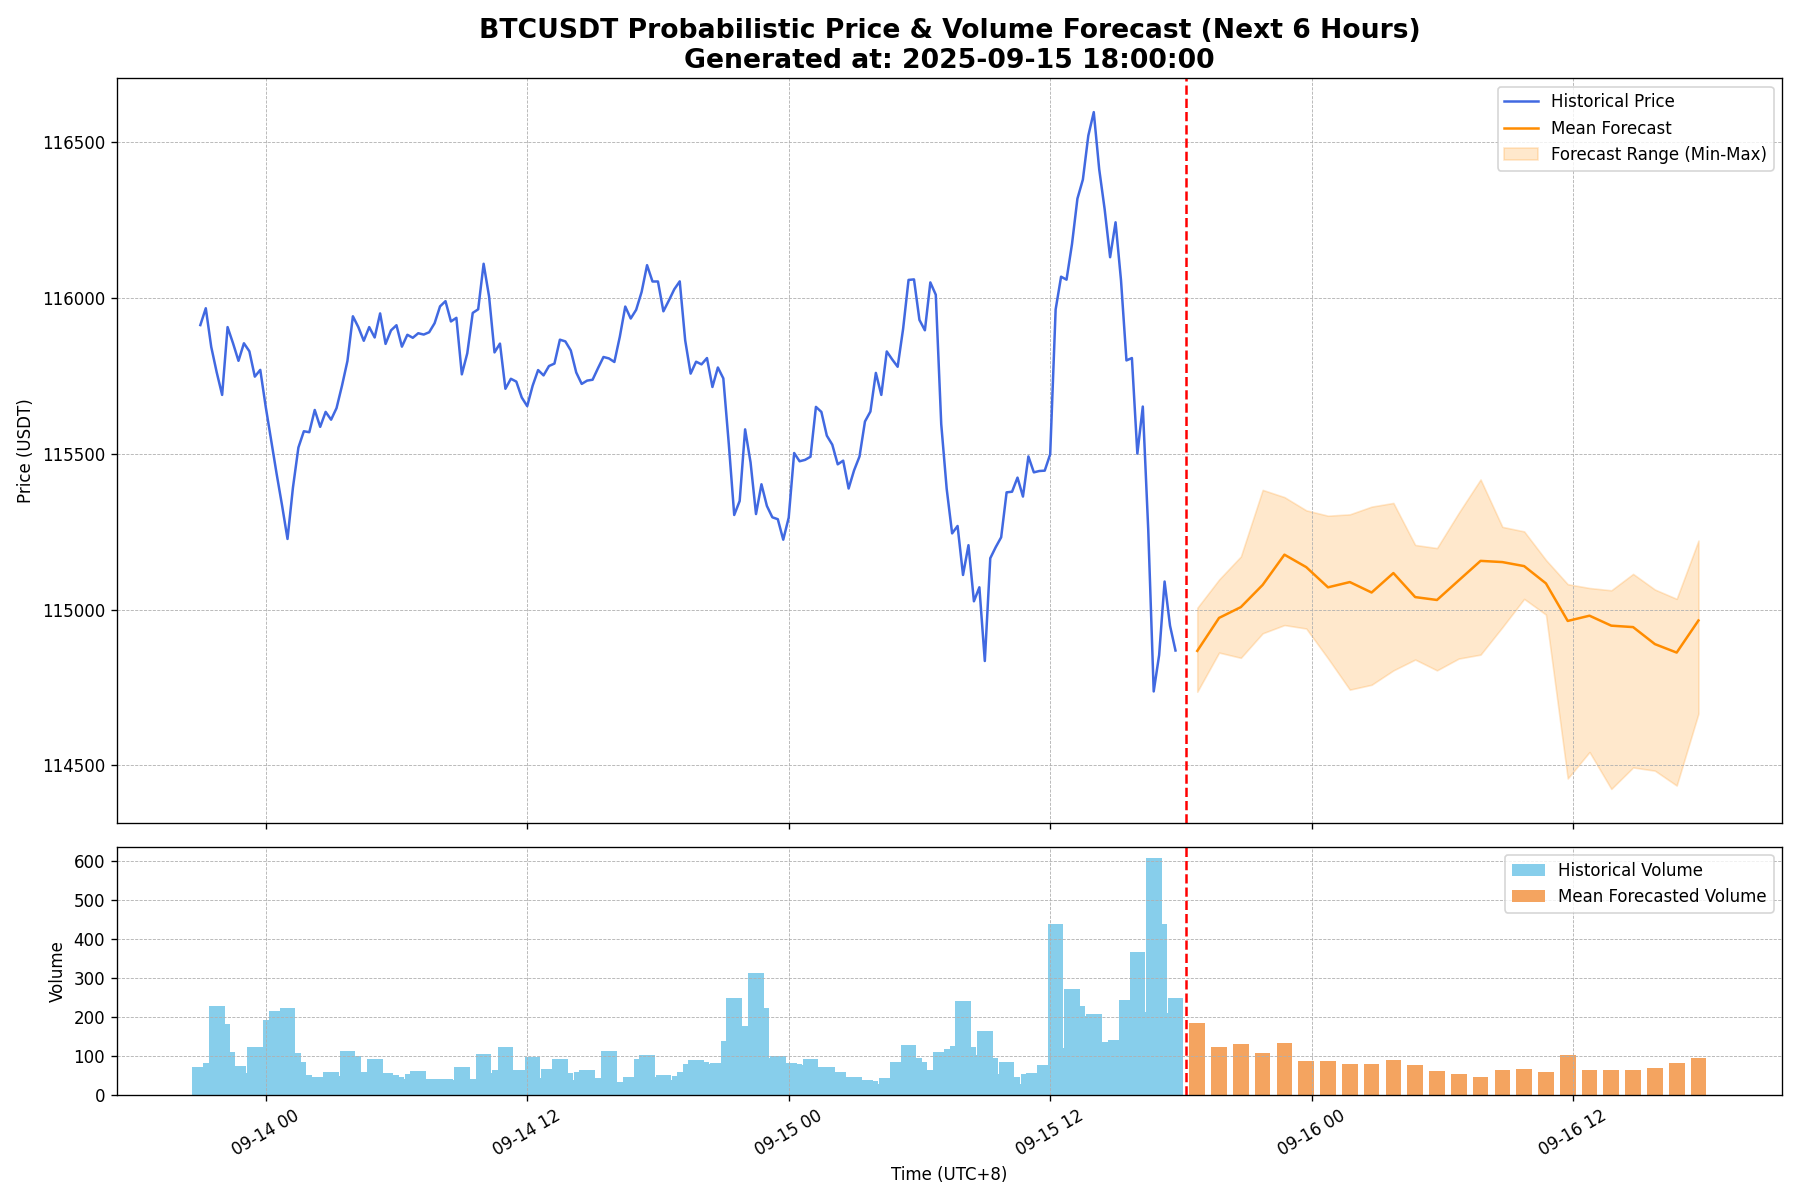 BTCUSDT Probabilistic Price & Volume Forecast (Next 6 Hours)
Generated at: 2025-09-15 18:00:00
Historical Price
Mean Forecast
Forecast Range (Min-Max)
116500
116000
115500
115000
114500
Price (USDT)
Historical Volume
Mean Forecasted Volume
600
500
400
300
200
100
0
Volume
09-14 00
09-14 12
09-15 00
09-15 12
09-16 00
09-16 12
Time (UTC+8)